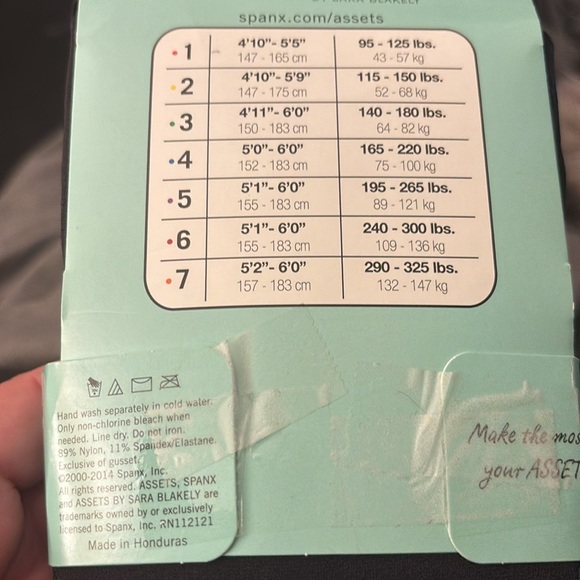 BY SARA BLAKELY
spanx.com/assets
1 4'10"- 5'5" 95 - 125 lbs.
147 - 165 cm 43 - 57 kg
2 4'10"- 5'9" 115 - 150 lbs.
147 - 175 cm 52 - 68 kg
3 4'11"- 6'0" 140 - 180 lbs.
150 - 183 cm 64 - 82 kg
4 5'0"- 6'0" 165 - 220 lbs.
152 - 183 cm 75 - 100 kg
5 5'1"- 6'0" 195 - 265 lbs.
155 - 183 cm 89 - 121 kg
6 5'1"- 6'0" 240 - 300 lbs.
155 - 183 cm 109 - 136 kg
7 5'2"- 6'0" 290 - 325 lbs.
157 - 183 cm 132 - 147 kg
Hand wash separately in cold water.
Only non-chlorine bleach when
needed. Line dry. Do not iron.
89% Nylon, 11% Spandex/Elastane.
Exclusive of gusset.
©2000-2014 Spanx, Inc.
All rights reserved. ASSETS, SPANX
and ASSETS BY SARA BLAKELY are
trademarks owned by or exclusively
licensed to Spanx, Inc. RN112121
Made in Honduras
Make the mos
your ASSET